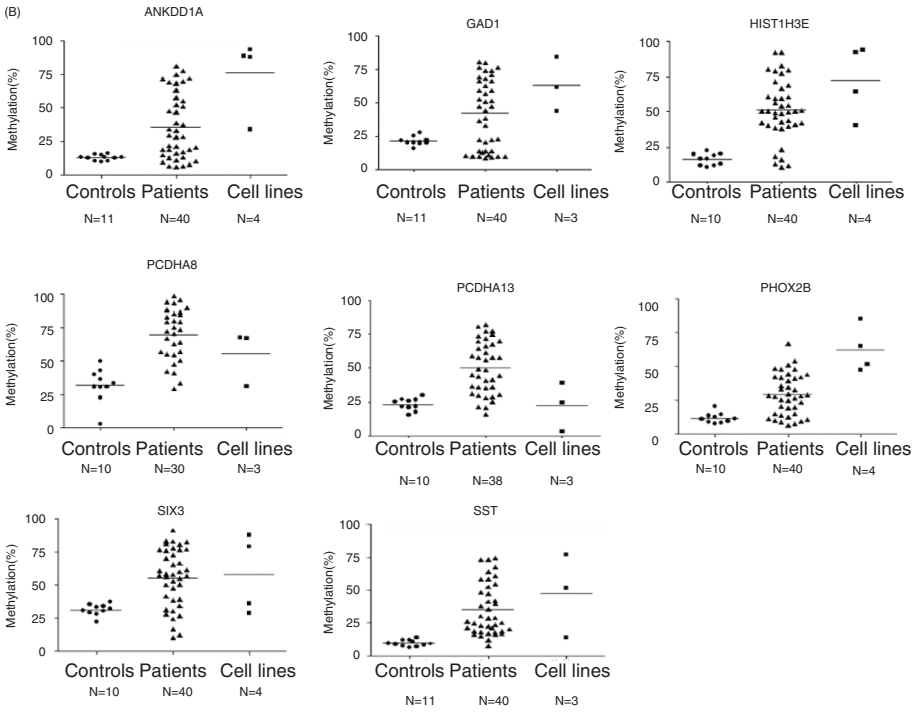 (B)
ANKDD1A
Methylation(%)
100
75
50
25
0
Controls Patients Cell lines
N=11 N=40 N=4
GAD1
Methylation(%)
100
75
50
25
0
Controls Patients Cell lines
N=11 N=40 N=3
HIST1H3E
Methylation(%)
100
75
50
25
0
Controls Patients Cell lines
N=10 N=40 N=4
PCDHA8
Methylation(%)
100
75
50
25
0
Controls Patients Cell lines
N=10 N=30 N=3
PCDHA13
Methylation(%)
100
75
50
25
0
Controls Patients Cell lines
N=10 N=38 N=3
PHOX2B
Methylation(%)
100
75
50
25
0
Controls Patients Cell lines
N=10 N=40 N=4
SIX3
Methylation(%)
100
75
50
25
0
Controls Patients Cell lines
N=10 N=40 N=4
SST
Methylation(%)
100
75
50
25
0
Controls Patients Cell lines
N=11 N=40 N=3